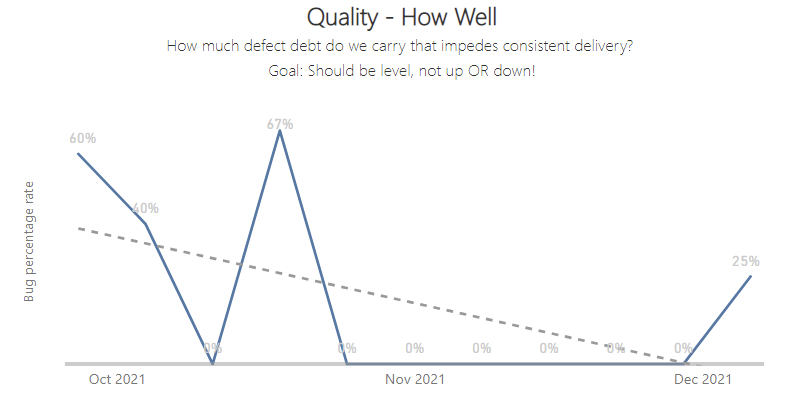 Quality - How Well
How much defect debt do we carry that impedes consistent delivery?
Goal: Should be level, not up OR down!
Bug percentage rate
60%
40%
0%
67%
0%
0%
0%
0%
0%
0%
25%
Oct 2021
Nov 2021
Dec 2021